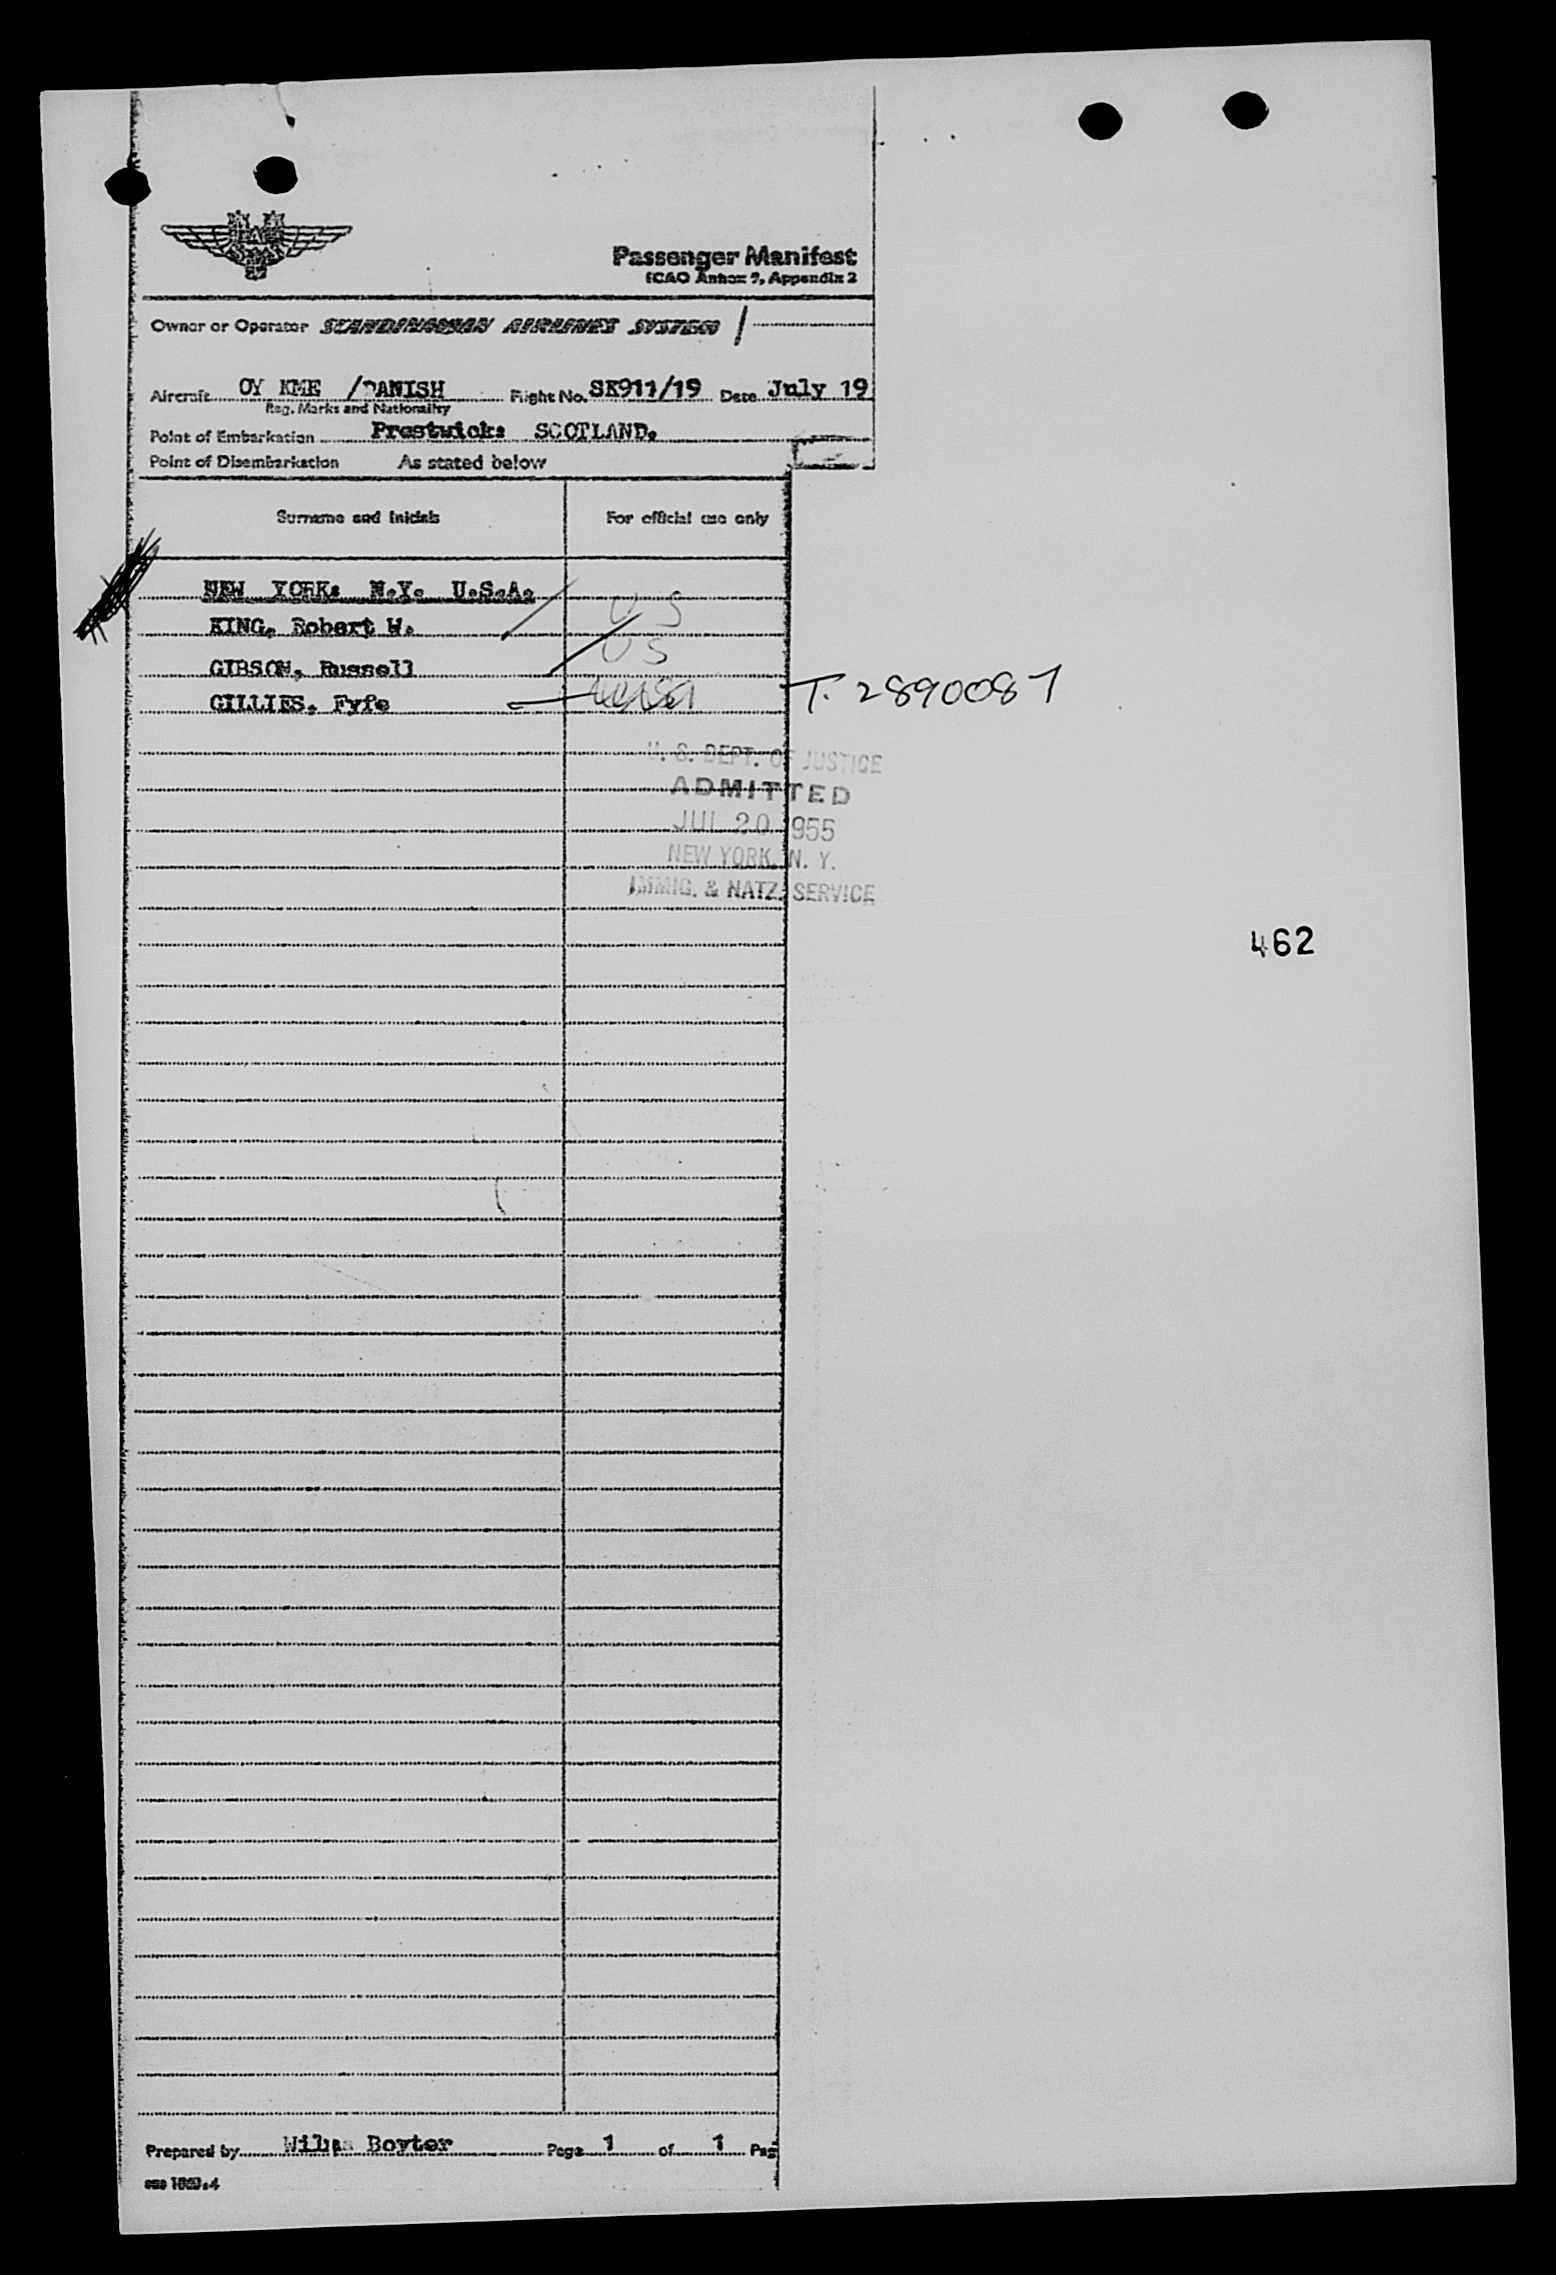 Passenger Manifest
ICAO Annex 9, Appendix 2
Owner or Operator SCANDINAVIAN AIRLINES SYSTEM /
Aircraft OY KME /DANISH Flight No. SK911/19 Date July 19
Reg. Marks and Nationality
Point of Embarkation Prestwick: SCOTLAND.
Point of Disembarkation As stated below
Surname and Initials For official use only
NEW YORK: N.Y. U.S.A.
KING, Robert W. US
GIBSON, Russell US
GILLIES, Fyfe T. 2890087
U. S. DEPT. OF JUSTICE
ADMITTED
JUL 20 1955
NEW YORK, N. Y.
IMMIG. & NATZ. SERVICE
462
Prepared by Wilma Boyter Page 1 of 1 Pag